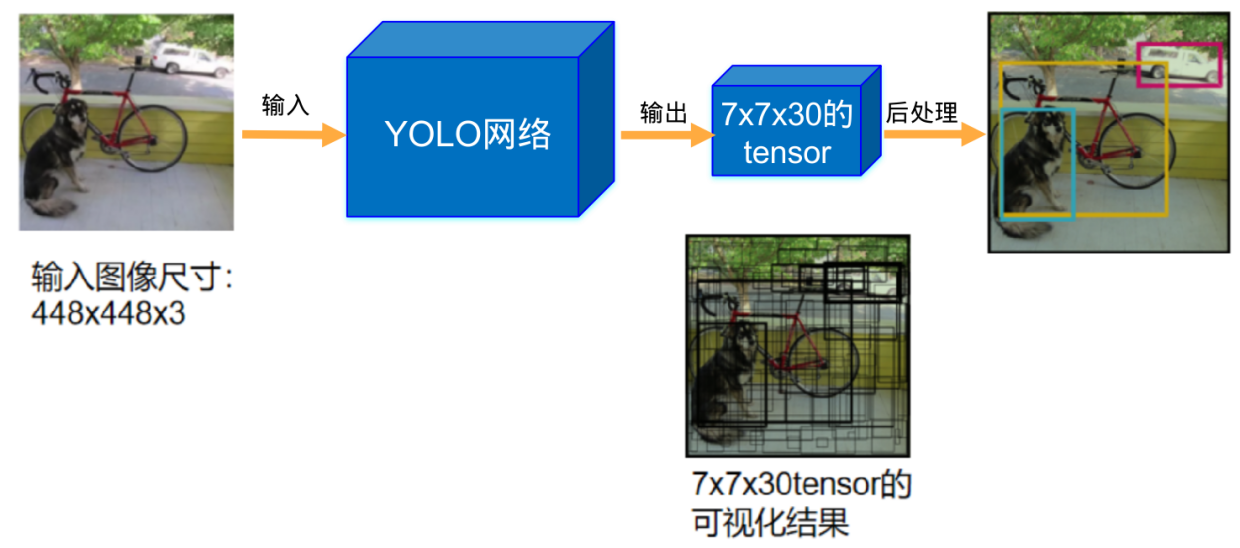 输入
YOLO网络
输出
7x7x30的
tensor
后处理
输入图像尺寸：
448x448x3
7x7x30tensor的
可视化结果